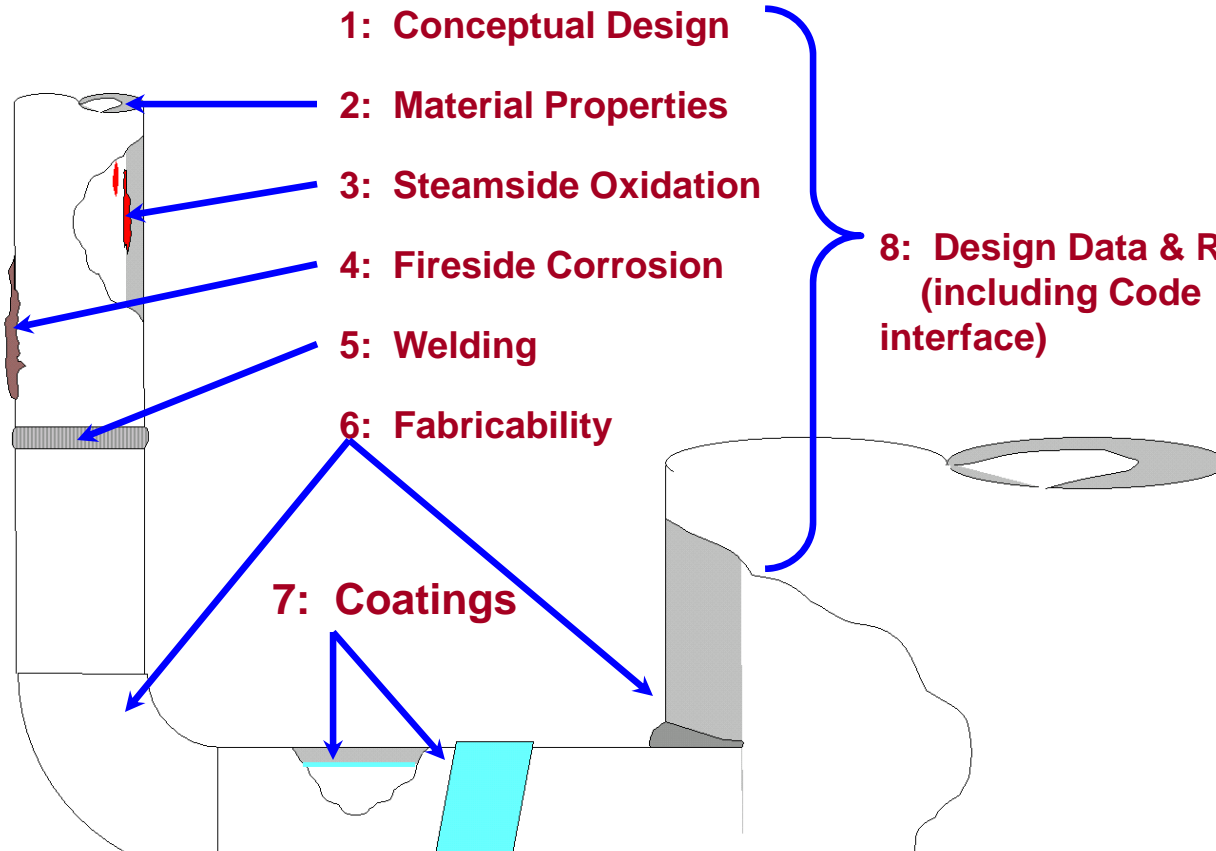 1: Conceptual Design
2: Material Properties
3: Steamside Oxidation
4: Fireside Corrosion
5: Welding
6: Fabricability
7: Coatings
8: Design Data &
(including Code
interface)